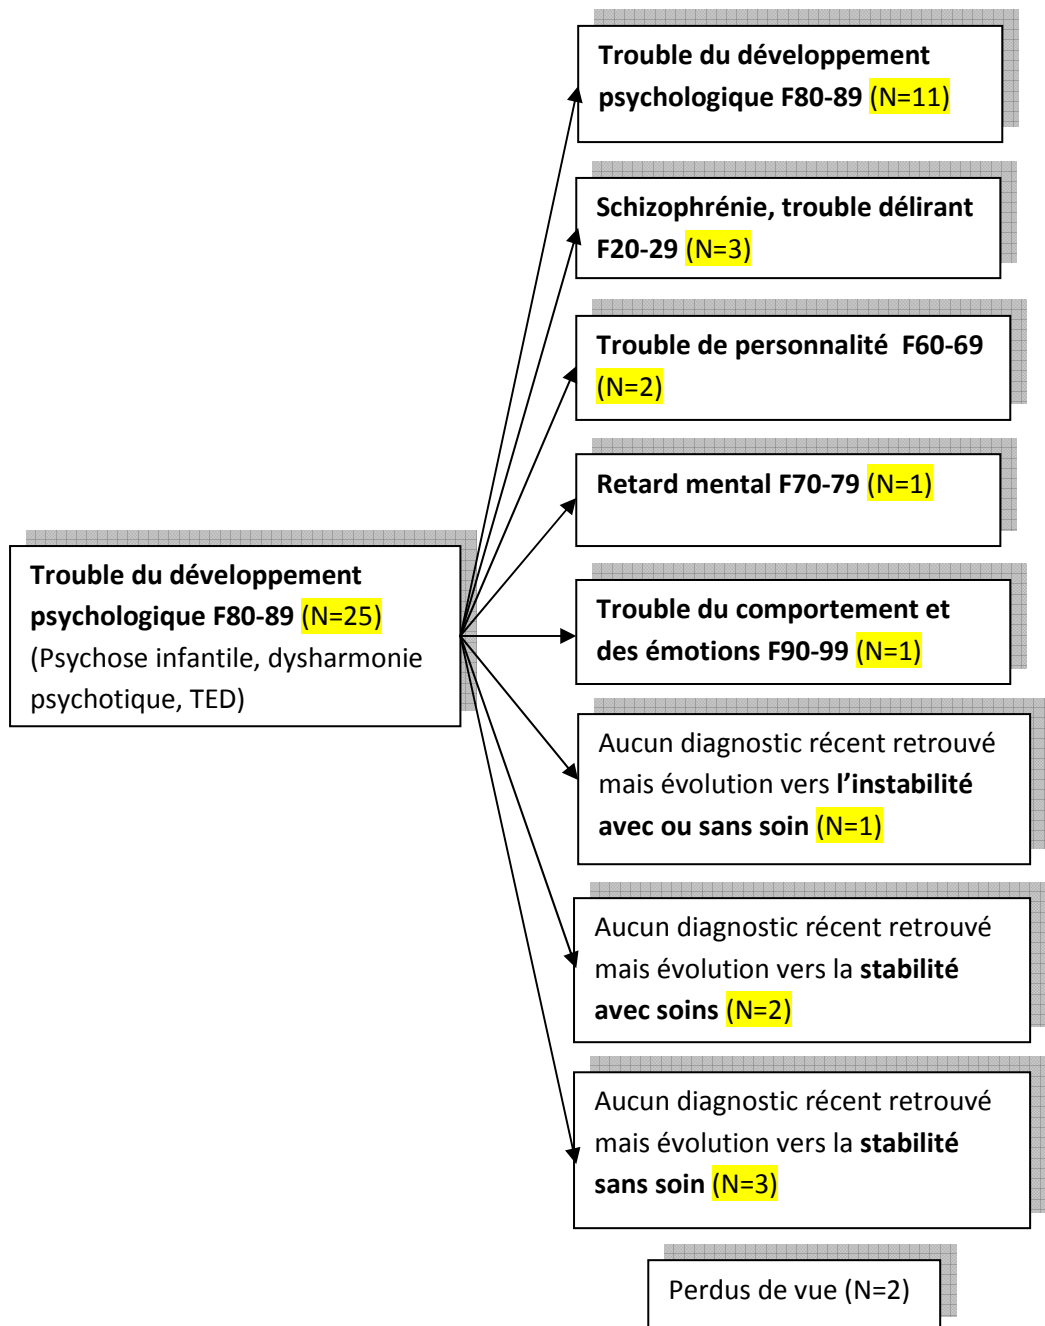 Trouble du développement
psychologique F80-89 (N=11)
Schizophrénie, trouble délirant
F20-29 (N=3)
Trouble de personnalité  F60-69
(N=2)
Retard mental F70-79 (N=1)
Trouble du développement
psychologique F80-89 (N=25)
(Psychose infantile, dysharmonie
psychotique, TED)
Trouble du comportement et
des émotions F90-99 (N=1)
Aucun diagnostic récent retrouvé
mais évolution vers l’instabilité
avec ou sans soin (N=1)
Aucun diagnostic récent retrouvé
mais évolution vers la stabilité
avec soins (N=2)
Aucun diagnostic récent retrouvé
mais évolution vers la stabilité
sans soin (N=3)
Perdus de vue (N=2)